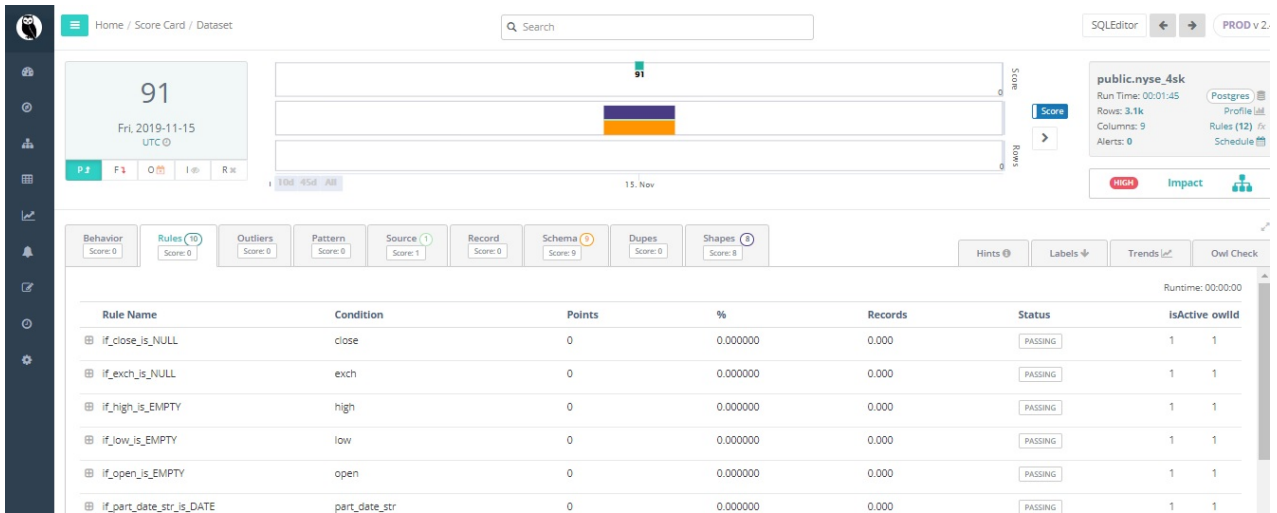 Home / Score Card / Dataset
Search
SQLEditor
PROD v 2.
91
Fri, 2019-11-15
UTC
P F O I R
91
Score
0
Rows
0
10d 45d All
15. Nov
Score
public.nyse_4sk
Run Time: 00:01:45 Postgres
Rows: 3.1k Profile
Columns: 9 Rules (12) fx
Alerts: 0 Schedule
HIGH Impact
Behavior Rules 10 Outliers Pattern Source 1 Record Schema 9 Dupes Shapes 8
Score: 0 Score: 0 Score: 0 Score: 0 Score: 1 Score: 0 Score: 9 Score: 0 Score: 8
Hints Labels Trends Owl Check
Runtime: 00:00:00
Rule Name Condition Points % Records Status isActive owlId
if_close_is_NULL close 0 0.000000 0.000 PASSING 1 1
if_exch_is_NULL exch 0 0.000000 0.000 PASSING 1 1
if_high_is_EMPTY high 0 0.000000 0.000 PASSING 1 1
if_low_is_EMPTY low 0 0.000000 0.000 PASSING 1 1
if_open_is_EMPTY open 0 0.000000 0.000 PASSING 1 1
if_part_date_str_is_DATE part_date_str 0 0.000000 0.000 PASSING 1 1